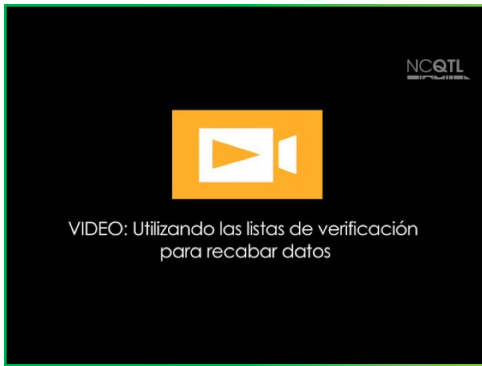 NCQTL
VIDEO: Utilizando las listas de verificación
para recabar datos